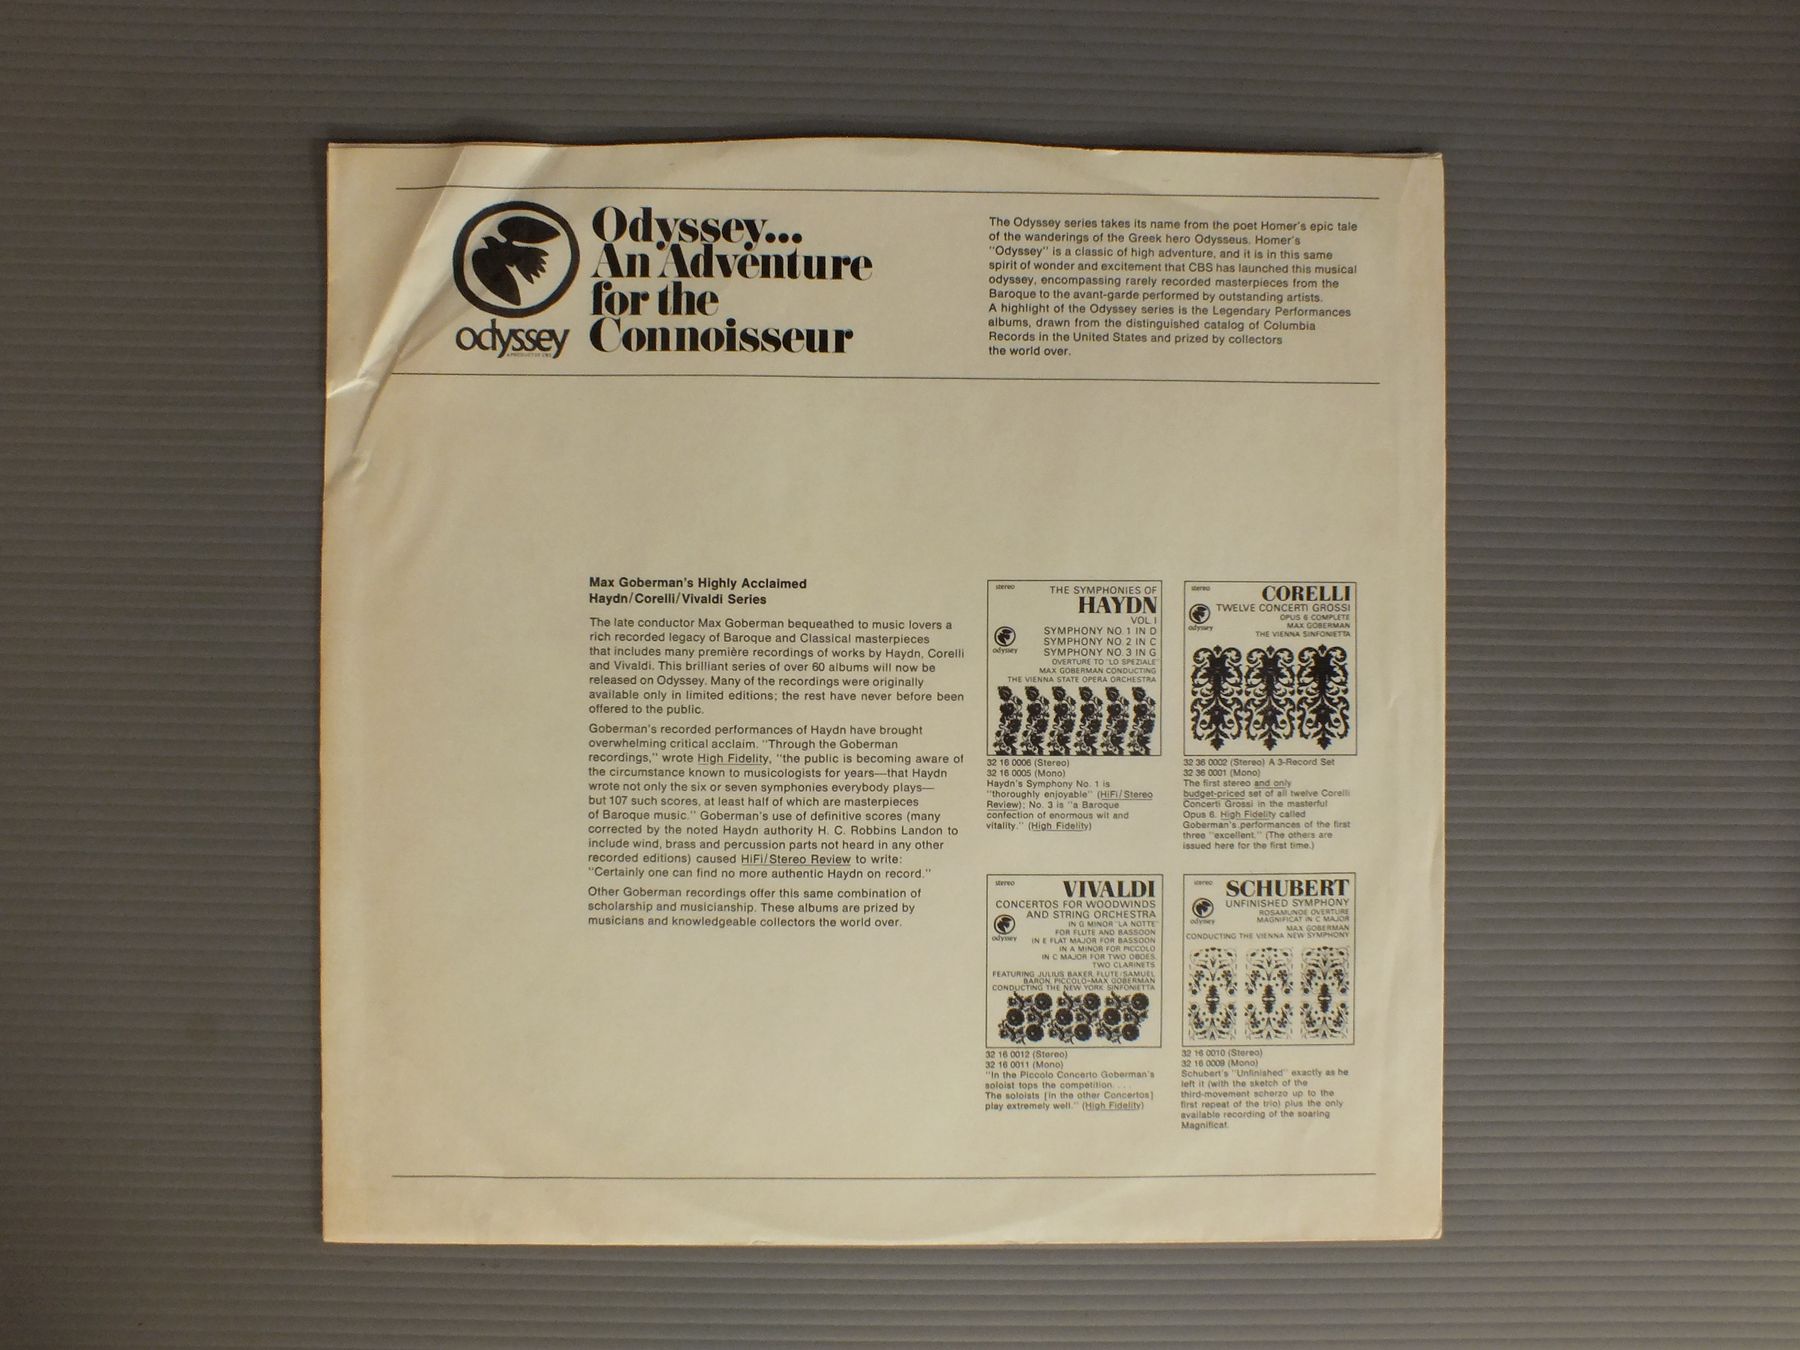 odyssey
A PRODUCT OF CBS
Odyssey...
An Adventure
for the
Connoisseur
The Odyssey series takes its name from the poet Homer's epic tale
of the wanderings of the Greek hero Odysseus. Homer's
"Odyssey" is a classic of high adventure, and it is in this same
spirit of wonder and excitement that CBS has launched this musical
odyssey, encompassing rarely recorded masterpieces from the
Baroque to the avant-garde performed by outstanding artists.
A highlight of the Odyssey series is the Legendary Performances
albums, drawn from the distinguished catalog of Columbia
Records in the United States and prized by collectors
the world over.
Max Goberman's Highly Acclaimed
Haydn/Corelli/Vivaldi Series
The late conductor Max Goberman bequeathed to music lovers a
rich recorded legacy of Baroque and Classical masterpieces
that includes many première recordings of works by Haydn, Corelli
and Vivaldi. This brilliant series of over 60 albums will now be
released on Odyssey. Many of the recordings were originally
available only in limited editions; the rest have never before been
offered to the public.
Goberman's recorded performances of Haydn have brought
overwhelming critical acclaim. "Through the Goberman
recordings," wrote High Fidelity, "the public is becoming aware of
the circumstance known to musicologists for years—that Haydn
wrote not only the six or seven symphonies everybody plays—
but 107 such scores, at least half of which are masterpieces
of Baroque music." Goberman's use of definitive scores (many
corrected by the noted Haydn authority H. C. Robbins Landon to
include wind, brass and percussion parts not heard in any other
recorded editions) caused HiFi/Stereo Review to write:
"Certainly one can find no more authentic Haydn on record."
Other Goberman recordings offer this same combination of
scholarship and musicianship. These albums are prized by
musicians and knowledgeable collectors the world over.
stereo
THE SYMPHONIES OF
HAYDN
VOL. I
odyssey
SYMPHONY NO. 1 IN D
SYMPHONY NO. 2 IN C
SYMPHONY NO. 3 IN G
OVERTURE TO "LO SPEZIALE"
MAX GOBERMAN CONDUCTING
THE VIENNA STATE OPERA ORCHESTRA
32 16 0006 (Stereo)
32 16 0005 (Mono)
Haydn's Symphony No. 1 is
"thoroughly enjoyable" (HiFi/Stereo
Review); No. 3 is "a Baroque
confection of enormous wit and
vitality." (High Fidelity)
stereo
CORELLI
TWELVE CONCERTI GROSSI
OPUS 6 COMPLETE
MAX GOBERMAN
THE VIENNA SINFONIETTA
odyssey
32 36 0002 (Stereo) A 3-Record Set
32 36 0001 (Mono)
The first stereo and only
budget-priced set of all twelve Corelli
Concerti Grossi in the masterful
Opus 6. High Fidelity called
Goberman's performances of the first
three "excellent." (The others are
issued here for the first time.)
stereo
VIVALDI
CONCERTOS FOR WOODWINDS
AND STRING ORCHESTRA
odyssey
IN G MINOR "LA NOTTE"
FOR FLUTE AND BASSOON
IN E FLAT MAJOR FOR BASSOON
IN A MINOR FOR PICCOLO
IN C MAJOR FOR TWO OBOES,
TWO CLARINETS
FEATURING JULIUS BAKER, FLUTE/SAMUEL
BARON, PICCOLO-MAX GOBERMAN
CONDUCTING THE NEW YORK SINFONIETTA
32 16 0012 (Stereo)
32 16 0011 (Mono)
"In the Piccolo Concerto Goberman's
soloist tops the competition. . . .
The soloists [in the other Concertos]
play extremely well." (High Fidelity)
stereo
SCHUBERT
UNFINISHED SYMPHONY
ROSAMUNDE OVERTURE
MAGNIFICAT IN C MAJOR
odyssey
MAX GOBERMAN
CONDUCTING THE VIENNA NEW SYMPHONY
32 16 0010 (Stereo)
32 16 0009 (Mono)
Schubert's "Unfinished" exactly as he
left it (with the sketch of the
third-movement scherzo up to the
first repeat of the trio) plus the only
available recording of the soaring
Magnificat.